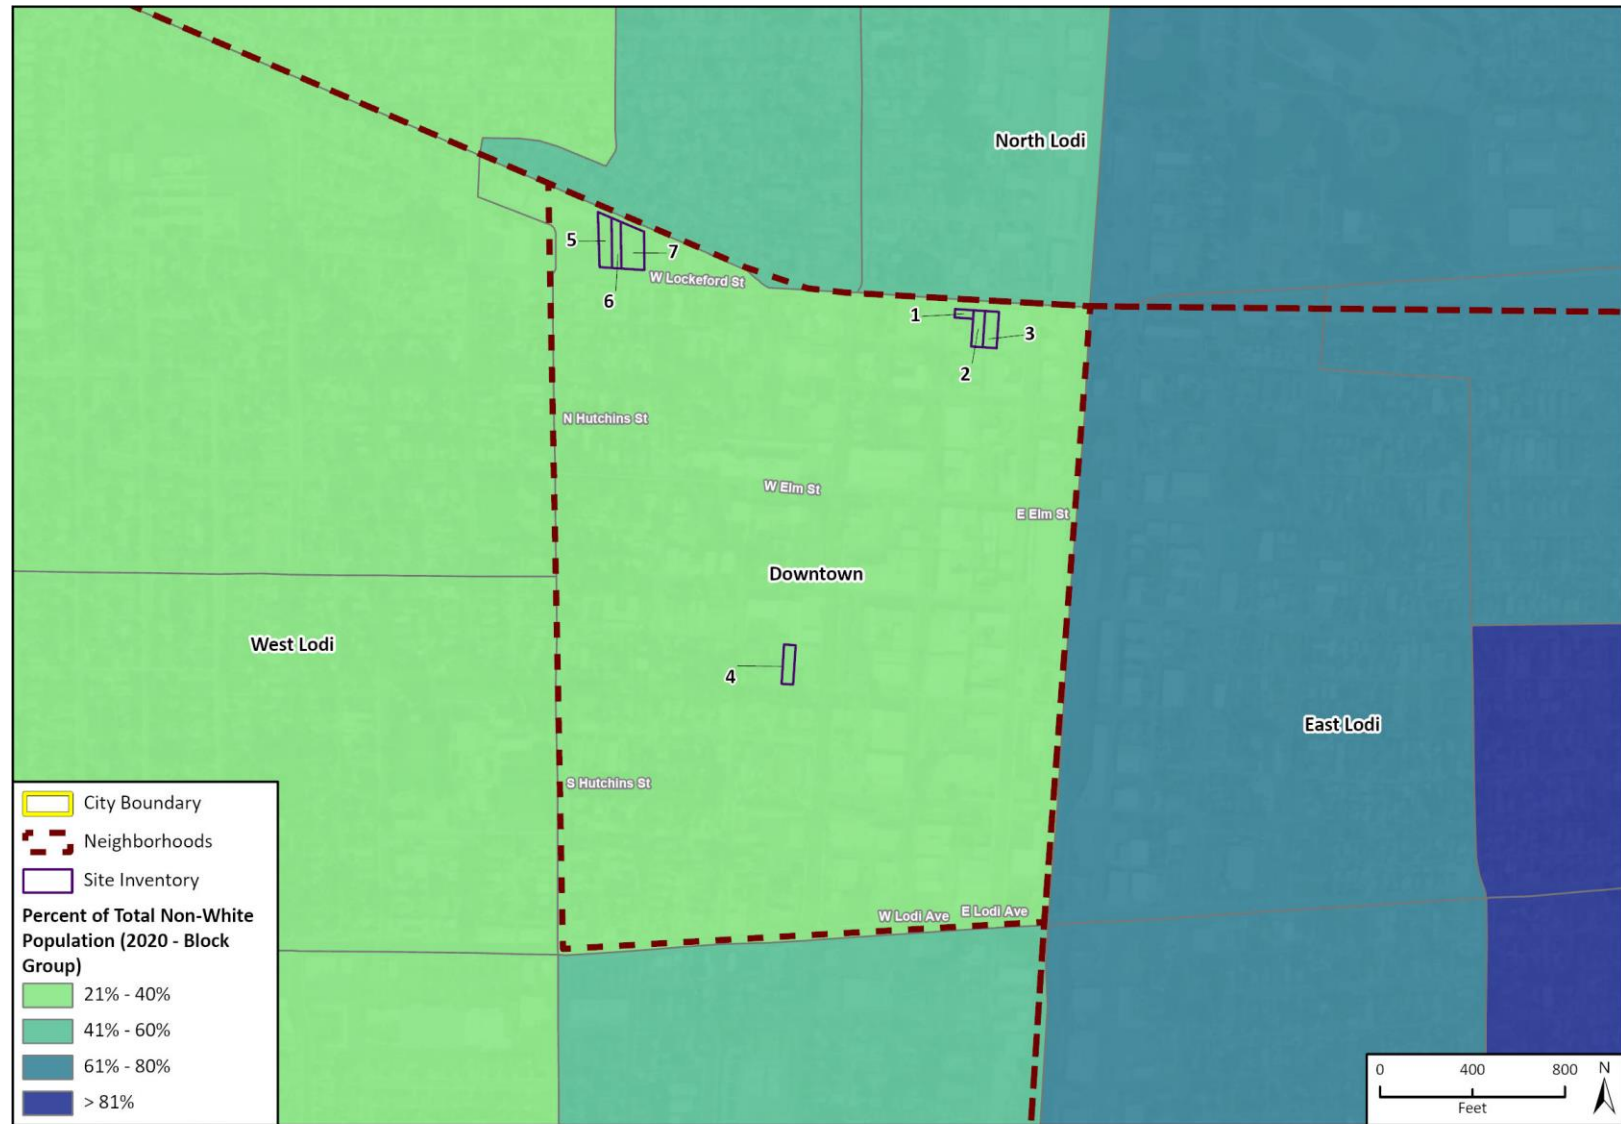 North Lodi
5
7
W Lockeford St
6
1
3
2
N Hutchins St
W Elm St
E Elm St
Downtown
West Lodi
4
East Lodi
S Hutchins St
W Lodi Ave
E Lodi Ave
City Boundary
Neighborhoods
Site Inventory
Percent of Total Non-White
Population (2020 - Block
Group)
21% - 40%
41% - 60%
61% - 80%
> 81%
0 400 800
Feet
N